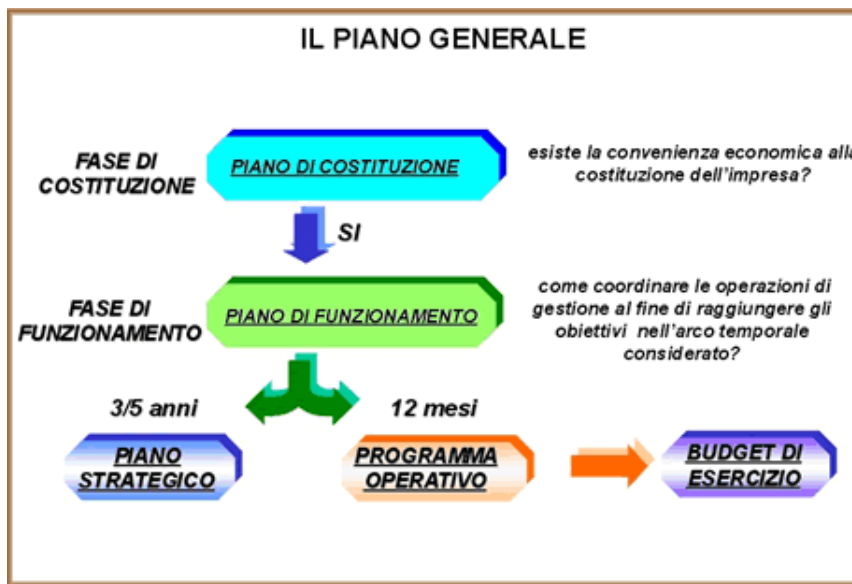 IL PIANO GENERALE
FASE DI
COSTITUZIONE
PIANO DI COSTITUZIONE
esiste la convenienza economica alla
costituzione dell'impresa?
SI
FASE DI
FUNZIONAMENTO
PIANO DI FUNZIONAMENTO
come coordinare le operazioni di
gestione al fine di raggiungere gli
obiettivi nell'arco temporale
considerato?
3/5 anni
12 mesi
PIANO
STRATEGICO
PROGRAMMA
OPERATIVO
BUDGET DI
ESERCIZIO